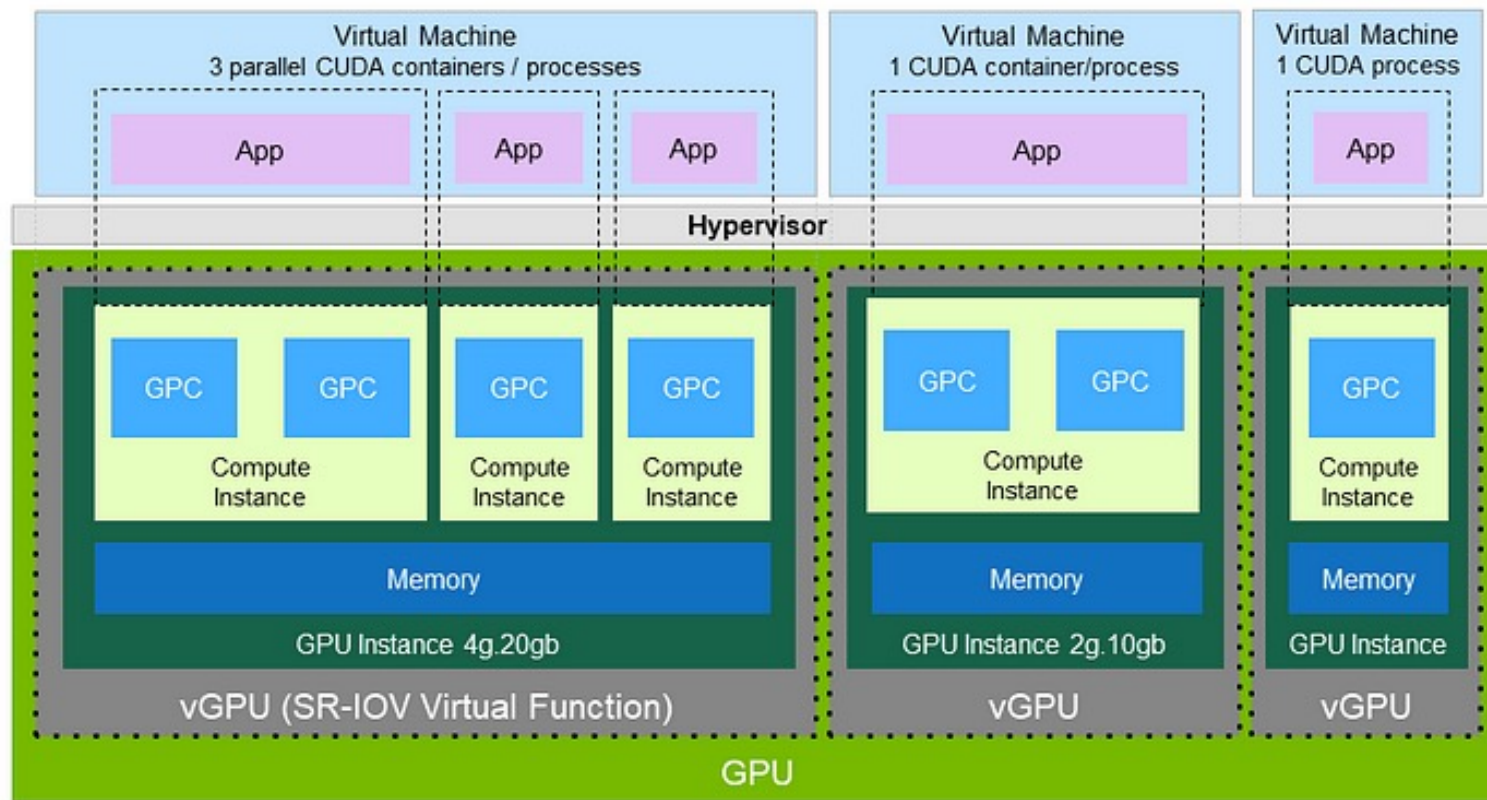 Virtual Machine
3 parallel CUDA containers / processes
App
App
App
Virtual Machine
1 CUDA container/process
App
Virtual Machine
1 CUDA process
App
Hypervisor
GPC
GPC
Compute
Instance
GPC
Compute
Instance
GPC
Compute
Instance
Memory
GPU Instance 4g.20gb
vGPU (SR-IOV Virtual Function)
GPC
GPC
Compute
Instance
Memory
GPU Instance 2g.10gb
vGPU
GPC
Compute
Instance
Memory
GPU Instance
vGPU
GPU